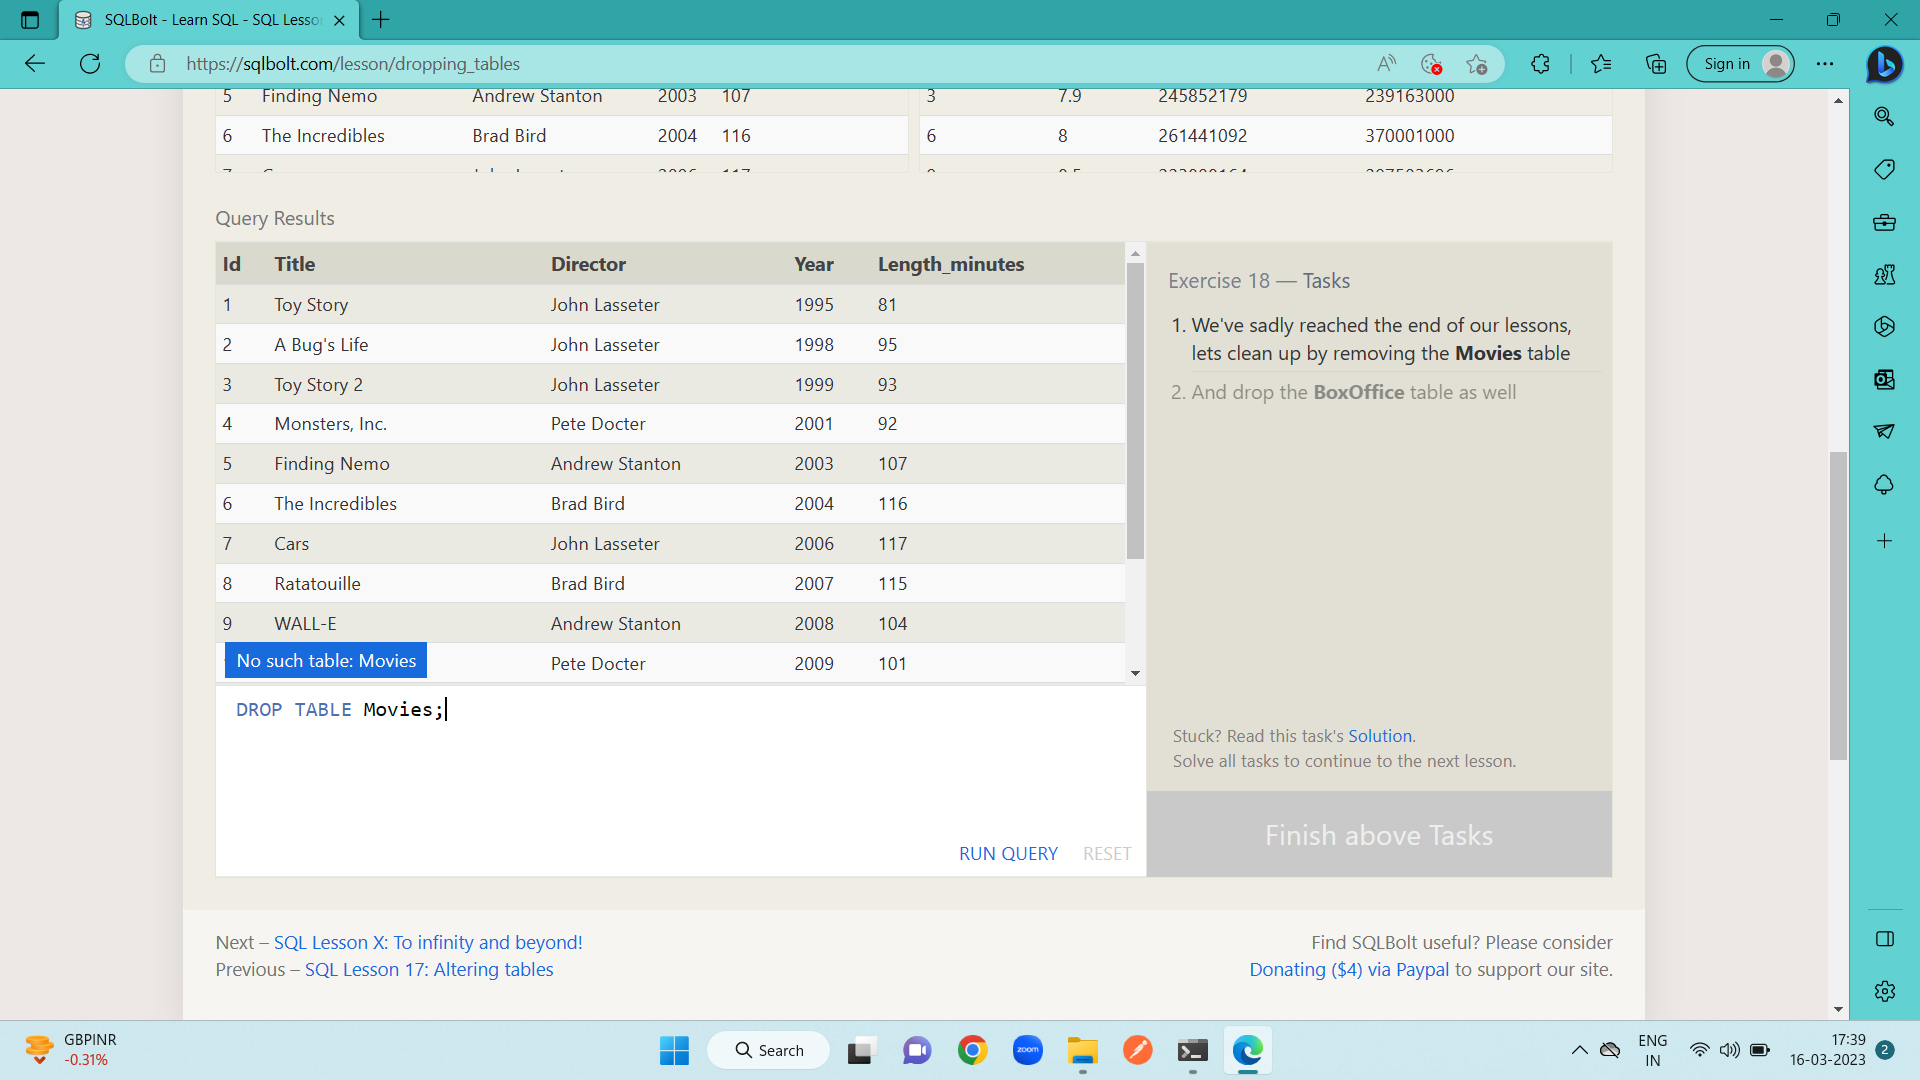 SQLBolt - Learn SQL - SQL Lesso
https://sqlbolt.com/lesson/dropping_tables
Sign in
5 Finding Nemo Andrew Stanton 2003 107
3 7.9 245852179 239163000
6 The Incredibles Brad Bird 2004 116
6 8 261441092 370001000
Query Results
Id Title Director Year Length_minutes
1 Toy Story John Lasseter 1995 81
2 A Bug's Life John Lasseter 1998 95
3 Toy Story 2 John Lasseter 1999 93
4 Monsters, Inc. Pete Docter 2001 92
5 Finding Nemo Andrew Stanton 2003 107
6 The Incredibles Brad Bird 2004 116
7 Cars John Lasseter 2006 117
8 Ratatouille Brad Bird 2007 115
9 WALL-E Andrew Stanton 2008 104
No such table: Movies
Pete Docter 2009 101
DROP TABLE Movies;
RUN QUERY RESET
Exercise 18 — Tasks
1. We've sadly reached the end of our lessons,
lets clean up by removing the Movies table
2. And drop the BoxOffice table as well
Stuck? Read this task's Solution.
Solve all tasks to continue to the next lesson.
Finish above Tasks
Next – SQL Lesson X: To infinity and beyond!
Previous – SQL Lesson 17: Altering tables
Find SQLBolt useful? Please consider
Donating ($4) via Paypal to support our site.
GBPINR
-0.31%
Search
zoom
ENG
IN
17:39
16-03-2023
2